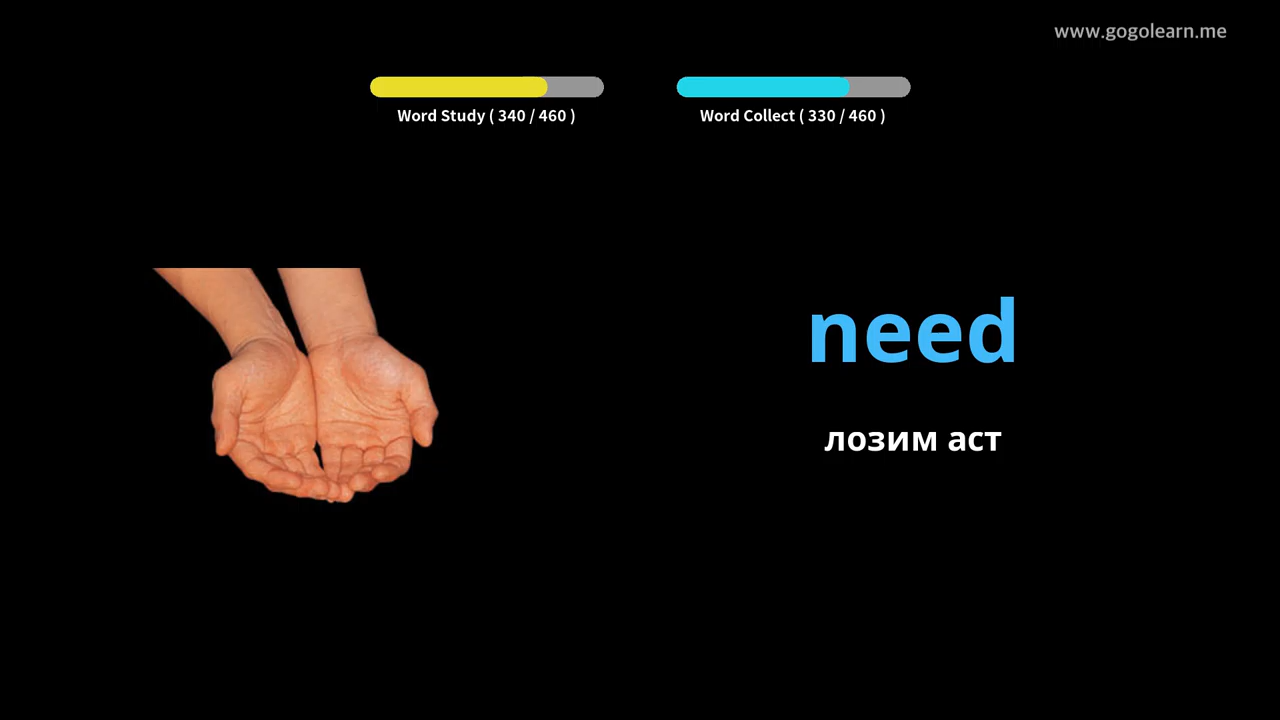 www.gogolearn.me
Word Study ( 340 / 460 )
Word Collect ( 330 / 460 )
need
лозим аст